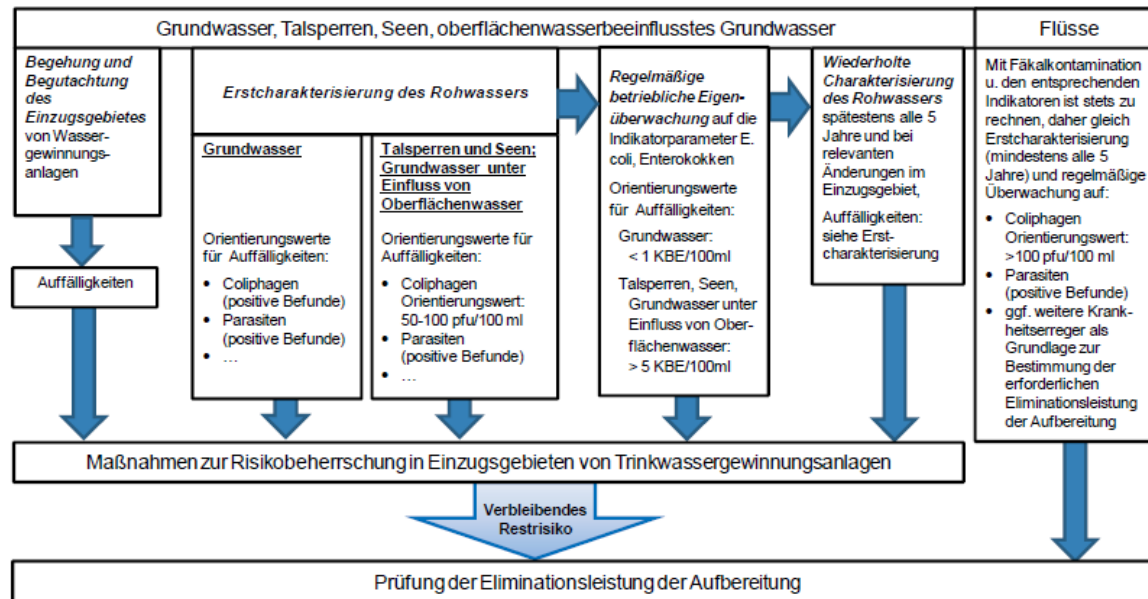 Grundwasser, Talsperren, Seen, oberflächenwasserbeeinflusstes Grundwasser
Flüsse
Begehung und
Begutachtung
des
Einzugsgebietes
von Wasser-
gewinnungs-
anlagen
Auffälligkeiten
Erstcharakterisierung des Rohwassers
Grundwasser
Orientierungswerte
für Auffälligkeiten:
• Coliphagen
(positive Befunde)
• Parasiten
(positive Befunde)
• …
Talsperren und Seen;
Grundwasser unter
Einfluss von
Oberflächenwasser
Orientierungswerte für
Auffälligkeiten:
• Coliphagen
Orientierungswert:
50-100 pfu/100 ml
• Parasiten
(positive Befunde)
• …
Regelmäßige
betriebliche Eigen-
überwachung auf die
Indikatorparameter E.
coli, Enterokokken
Orientierungswerte
für Auffälligkeiten:
Grundwasser:
< 1 KBE/100ml
Talsperren, Seen,
Grundwasser unter
Einfluss von Ober-
flächenwasser:
> 5 KBE/100ml
Wiederholte
Charakterisierung
des Rohwassers
spätestens alle 5
Jahre und bei
relevanten
Änderungen im
Einzugsgebiet,
Auffälligkeiten:
siehe Erst-
charakterisierung
Mit Fäkalkontamination
u. den entsprechenden
Indikatoren ist stets zu
rechnen, daher gleich
Erstcharakterisierung
(mindestens alle 5
Jahre) und regelmäßige
Überwachung auf:
• Coliphagen
Orientierungswert:
>100 pfu/100 ml
• Parasiten
(positive Befunde)
• ggf. weitere Krank-
heitserreger als
Grundlage zur
Bestimmung der
erforderlichen
Eliminationsleistung
der Aufbereitung
Maßnahmen zur Risikobeherrschung in Einzugsgebieten von Trinkwassergewinnungsanlagen
Verbleibendes
Restrisiko
Prüfung der Eliminationsleistung der Aufbereitung